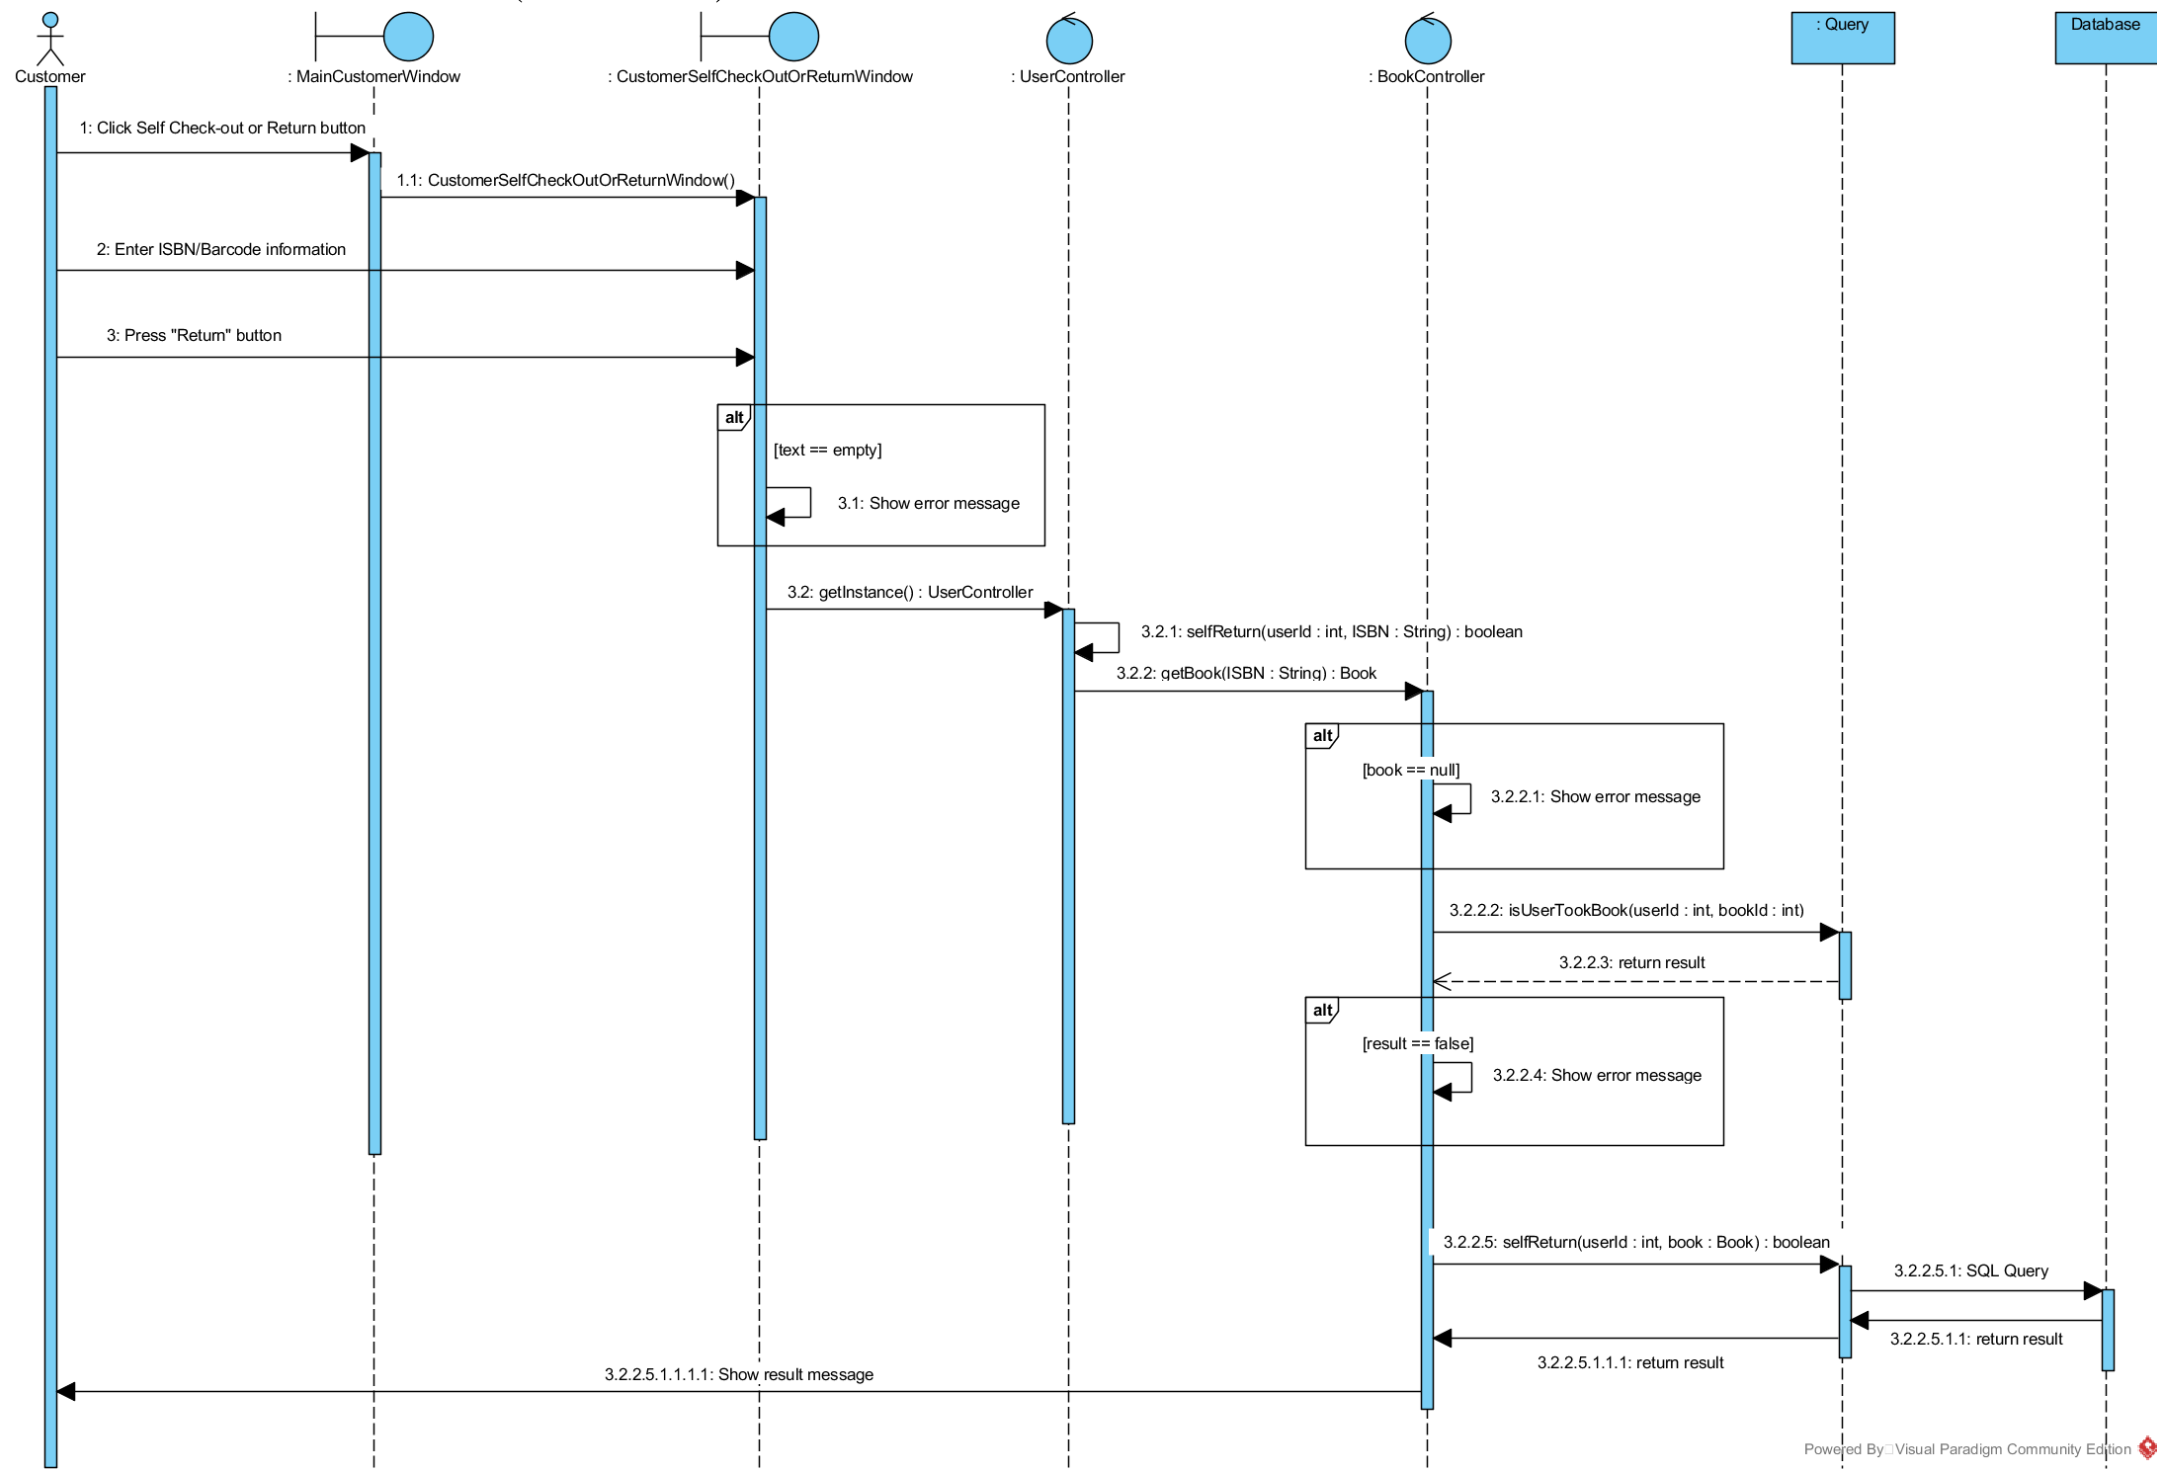 : Query
Database
Customer
: MainCustomerWindow
: CustomerSelfCheckOutOrReturnWindow
: UserController
: BookController
1: Click Self Check-out or Return button
1.1: CustomerSelfCheckOutOrReturnWindow()
2: Enter ISBN/Barcode information
3: Press "Return" button
alt
[text == empty]
3.1: Show error message
3.2: getInstance() : UserController
3.2.1: selfReturn(userId : int, ISBN : String) : boolean
3.2.2: getBook(ISBN : String) : Book
alt
[book == null]
3.2.2.1: Show error message
3.2.2.2: isUserTookBook(userId : int, bookId : int)
3.2.2.3: return result
alt
[result == false]
3.2.2.4: Show error message
3.2.2.5: selfReturn(userId : int, book : Book) : boolean
3.2.2.5.1: SQL Query
3.2.2.5.1.1: return result
3.2.2.5.1.1.1: return result
3.2.2.5.1.1.1.1: Show result message
Powered By Visual Paradigm Community Edition